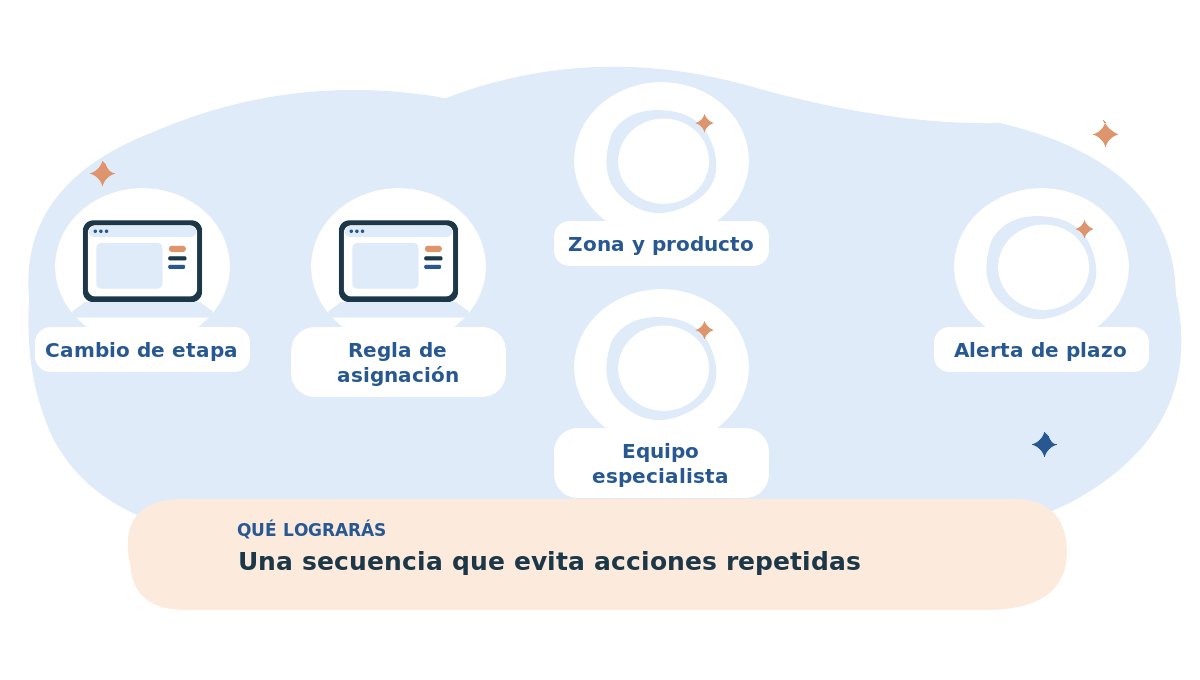 Cambio de etapa
Regla de
asignación
Zona y producto
Equipo
especialista
Alerta de plazo
QUÉ LOGRARÁS
Una secuencia que evita acciones repetidas